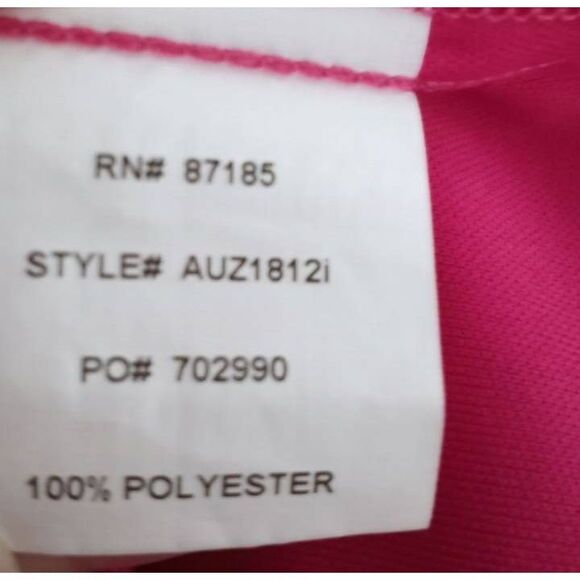 RN# 87185
STYLE# AUZ1812i
PO# 702990
100% POLYESTER